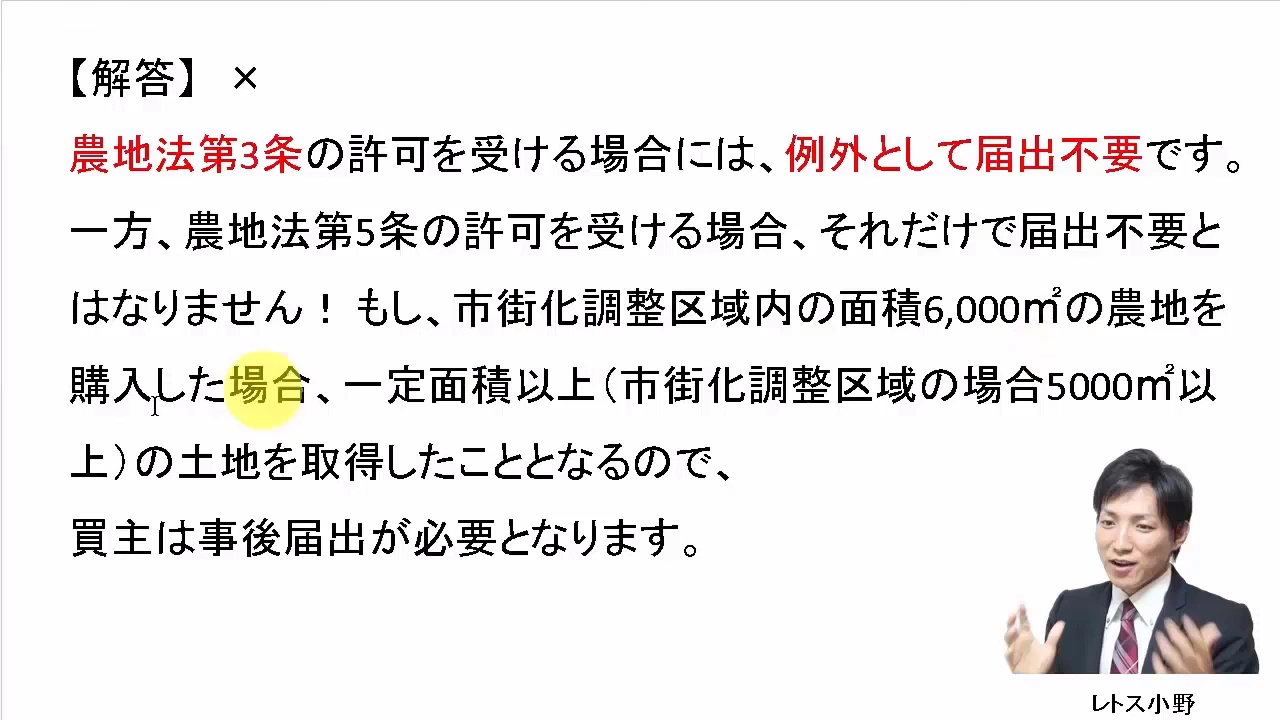 【解答】 ×
農地法第3条の許可を受ける場合には、例外として届出不要です。
一方、農地法第5条の許可を受ける場合、それだけで届出不要と
はなりません！ もし、市街化調整区域内の面積6,000㎡の農地を
購入した場合、一定面積以上（市街化調整区域の場合5000㎡以
上）の土地を取得したこととなるので、
買主は事後届出が必要となります。
レトス小野